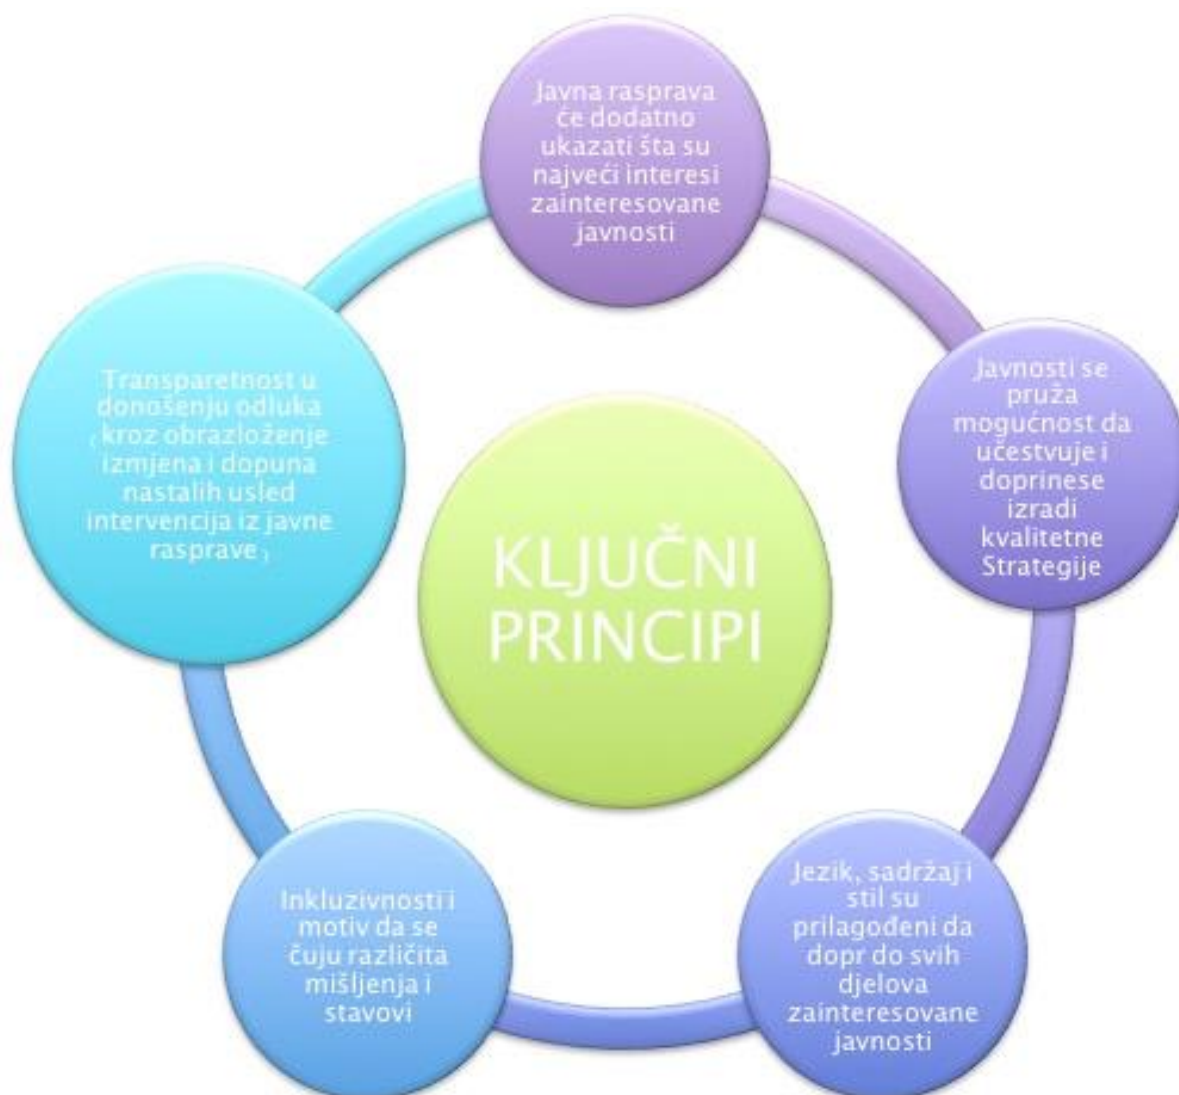 Javna rasprava
će dodatno
ukazati šta su
najveći interesi
zainteresovane
javnosti
Javnosti se
pruža
mogućnost da
učestvuje i
doprinese
izradi
kvalitetne
Strategije
Jezik, sadržaj i
stil su
prilagođeni da
dopr do svih
djelova
zainteresovane
javnosti
Inkluzivnosti i
motiv da se
čuju različita
mišljenja i
stavovi
Transparetnost u
donošenju odluka
(kroz obrazloženje
izmjena i dopuna
nastalih usled
intervencija iz javne
rasprave)
KLJUČNI
PRINCIPI